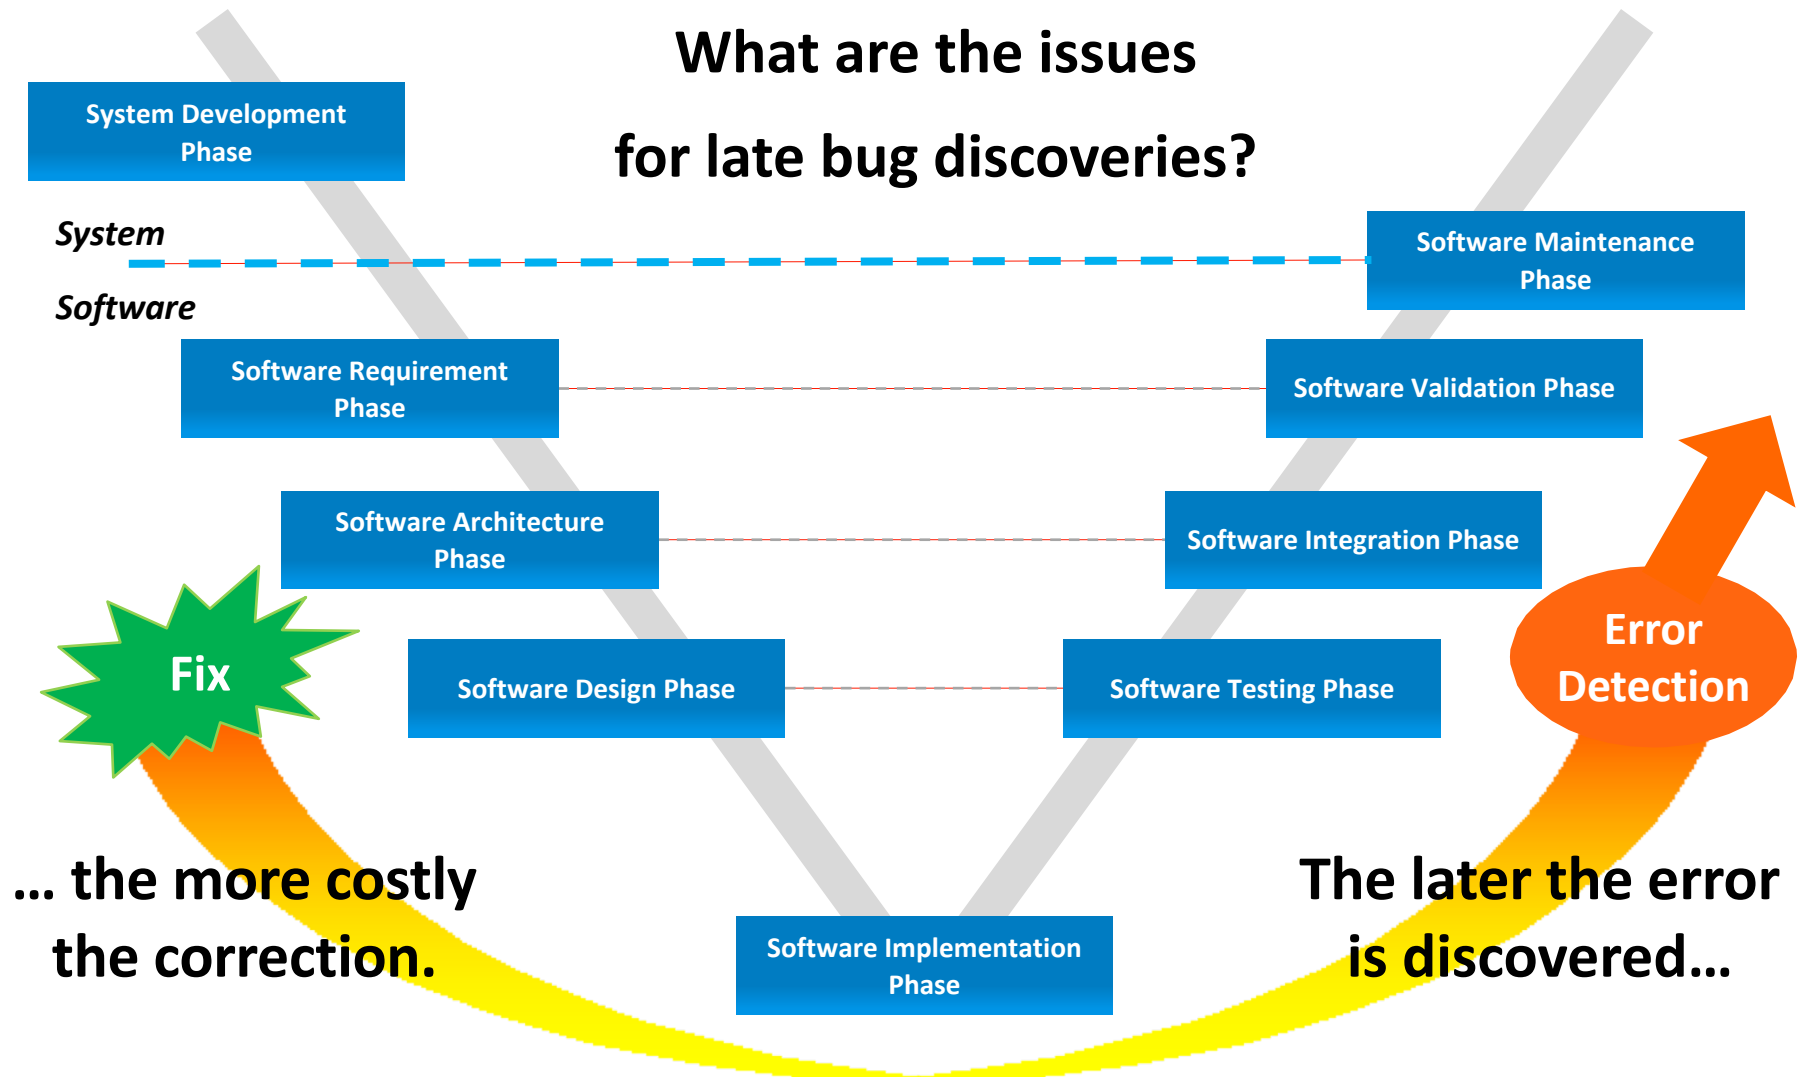 What are the issues
for late bug discoveries?
System Development
Phase
System
Software
Software Maintenance
Phase
Software Requirement
Phase
Software Validation Phase
Software Architecture
Phase
Software Integration Phase
Fix
Software Design Phase
Software Testing Phase
Error
Detection
… the more costly
the correction.
The later the error
is discovered…
Software Implementation
Phase